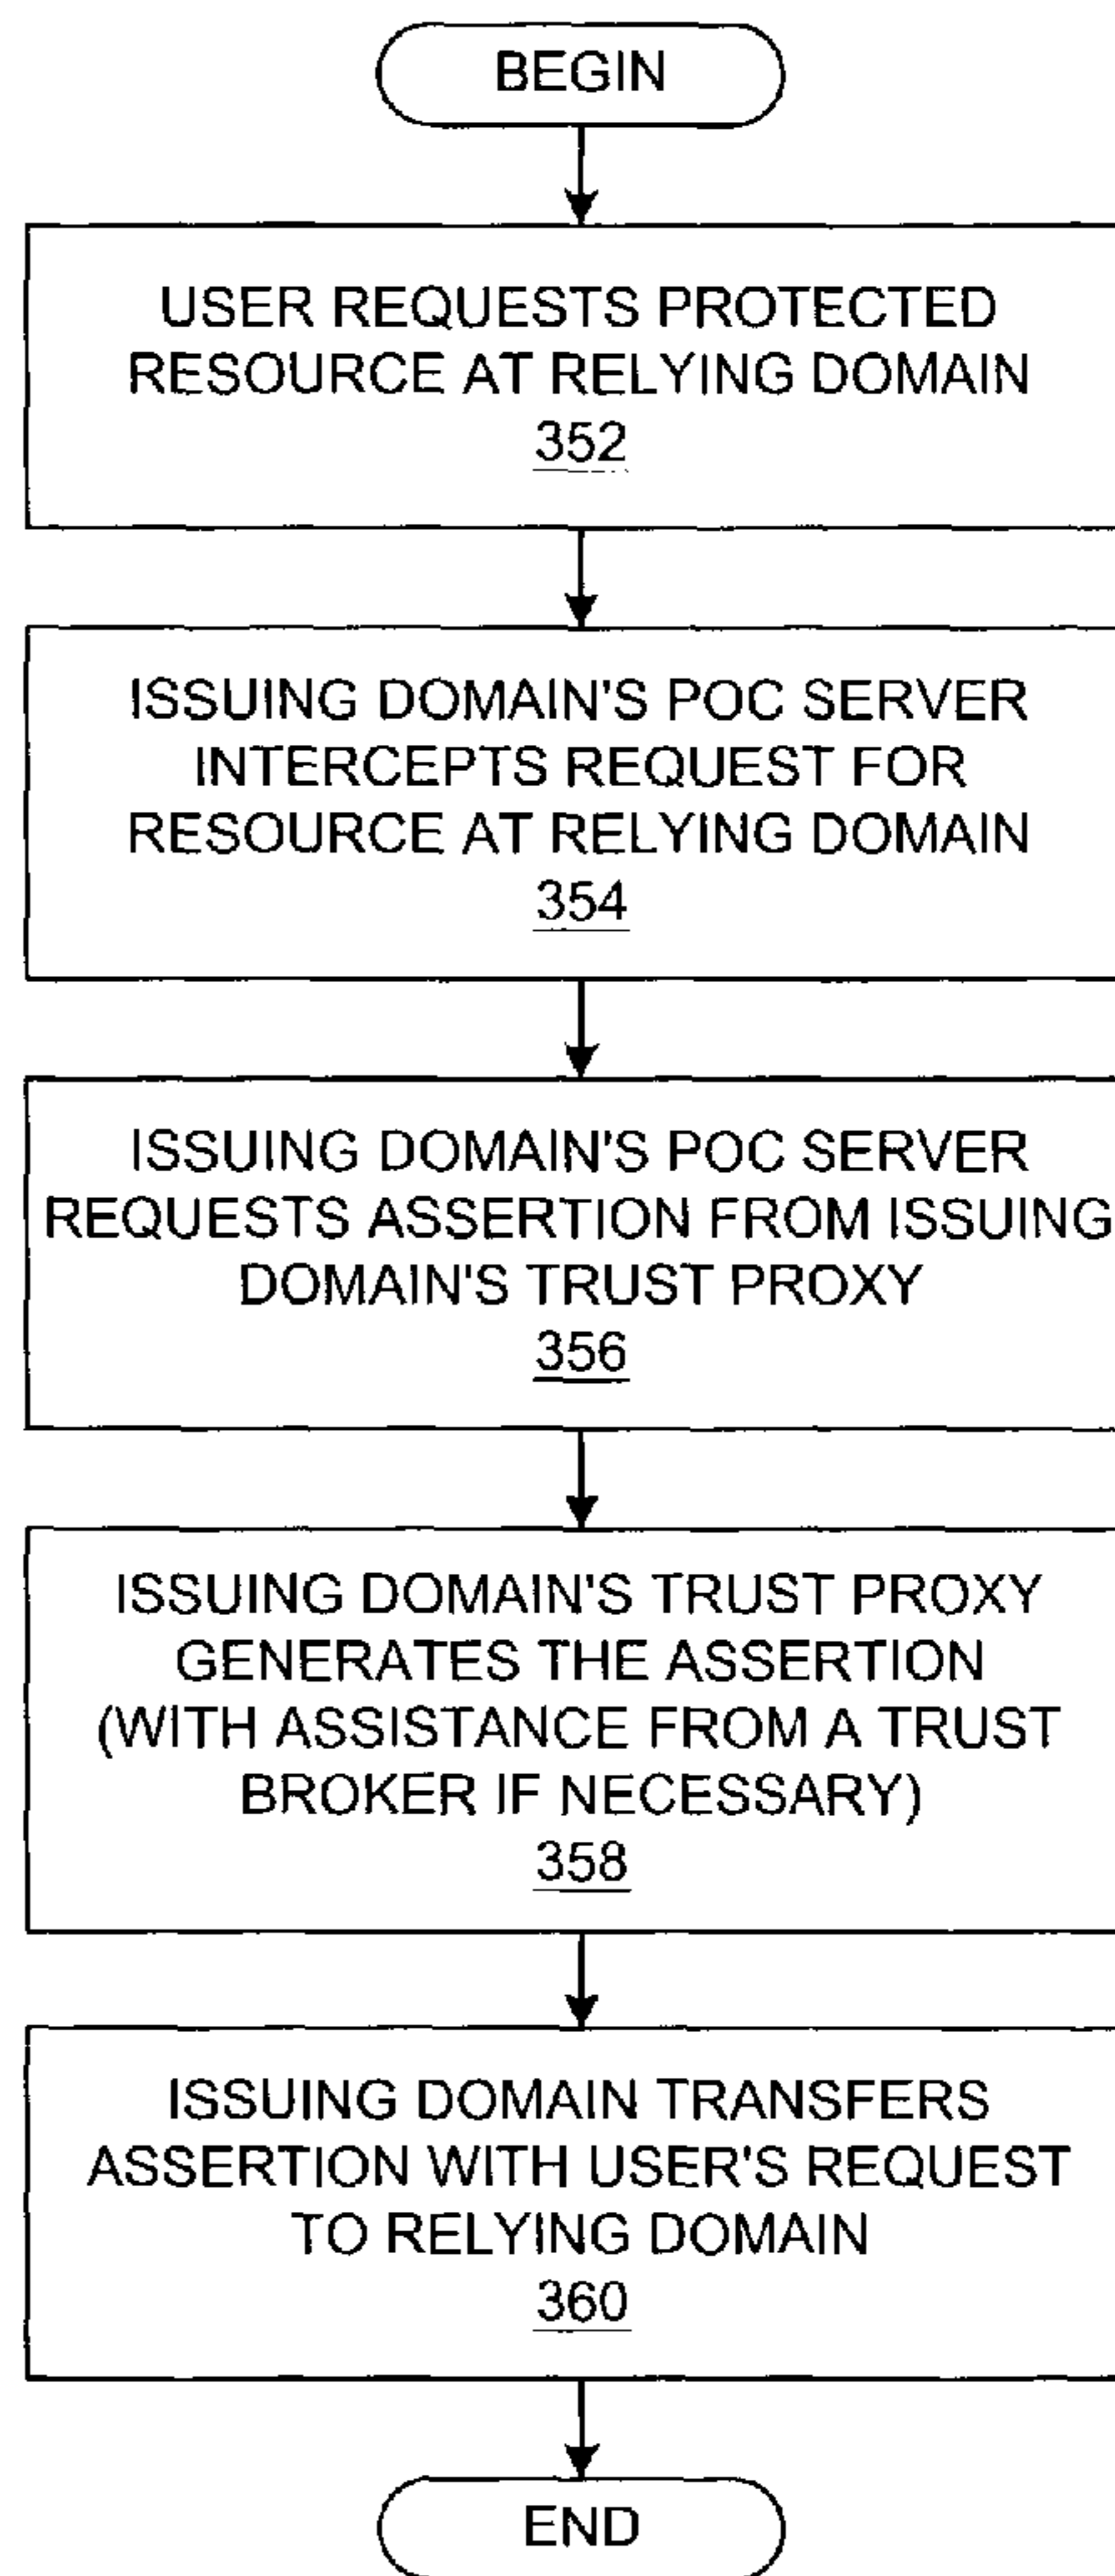 BEGIN
USER REQUESTS PROTECTED
RESOURCE AT RELYING DOMAIN
352
ISSUING DOMAIN'S POC SERVER
INTERCEPTS REQUEST FOR
RESOURCE AT RELYING DOMAIN
354
ISSUING DOMAIN'S POC SERVER
REQUESTS ASSERTION FROM ISSUING
DOMAIN'S TRUST PROXY
356
ISSUING DOMAIN'S TRUST PROXY
GENERATES THE ASSERTION
(WITH ASSISTANCE FROM A TRUST
BROKER IF NECESSARY)
358
ISSUING DOMAIN TRANSFERS
ASSERTION WITH USER'S REQUEST
TO RELYING DOMAIN
360
END